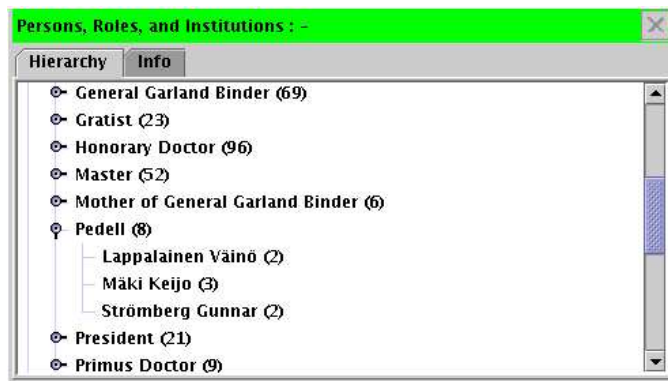 Persons, Roles, and Institutions : -
Hierarchy Info
General Garland Binder (69)
Gratist (23)
Honorary Doctor (96)
Master (52)
Mother of General Garland Binder (6)
Pedell (8)
Lappalainen Väinö (2)
Mäki Keijo (3)
Strömberg Gunnar (2)
President (21)
Primus Doctor (9)